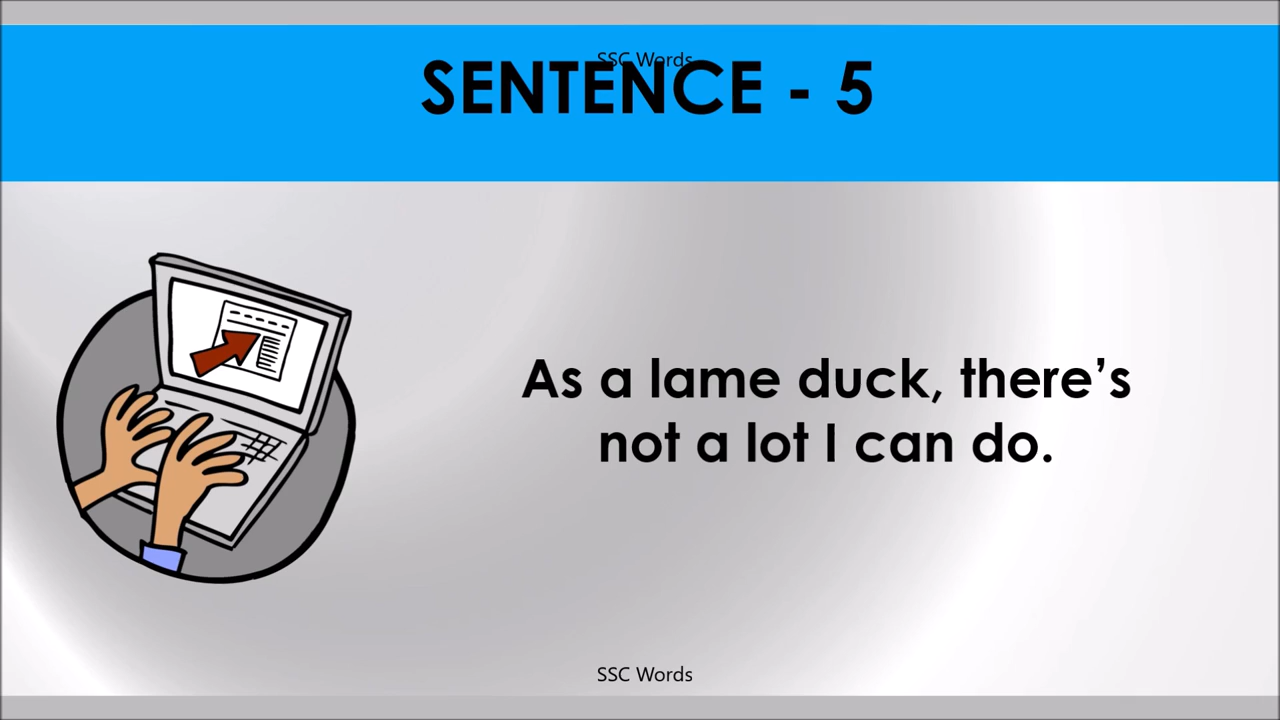 SSC Words
SENTENCE - 5
As a lame duck, there’s
not a lot I can do.
SSC Words